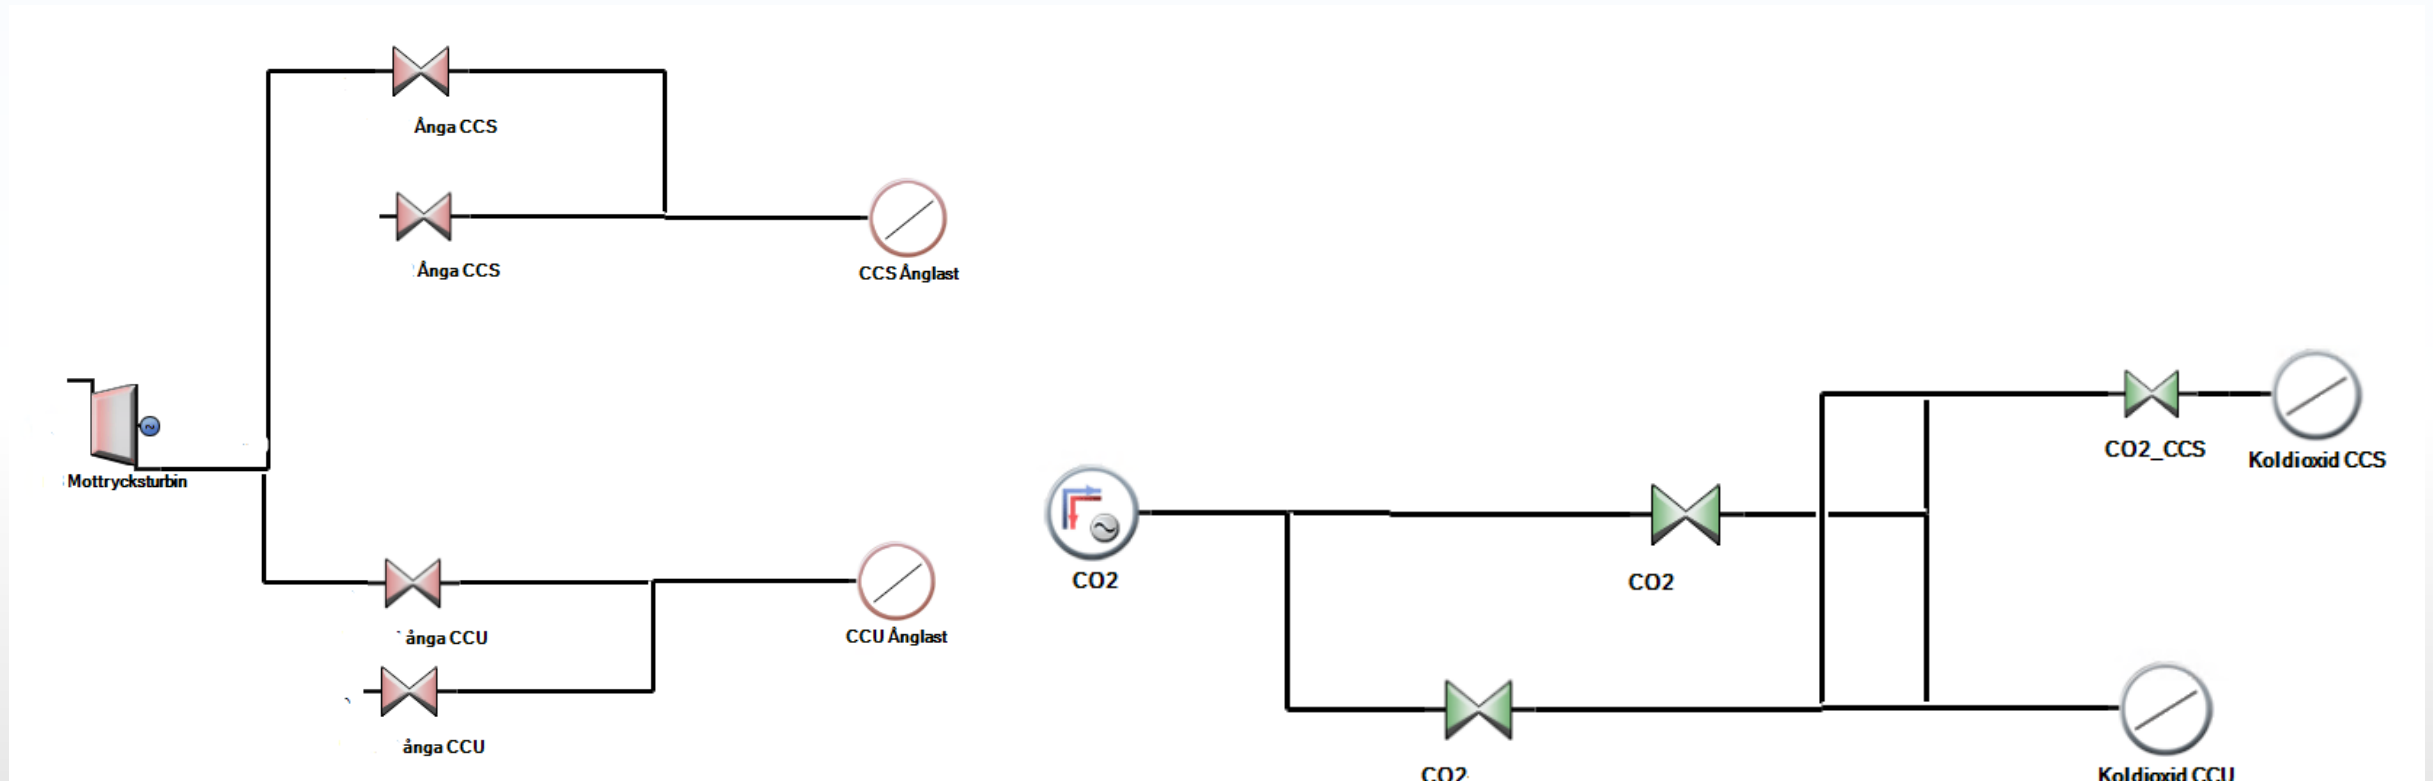 Ånga CCS
Ånga CCS
CCS Ånglast
Mottrycksturbin
ånga CCU
CCU Ånglast
ånga CCU
CO2
CO2
CO2
CO2_CCS
Koldioxid CCS
Koldioxid CCU